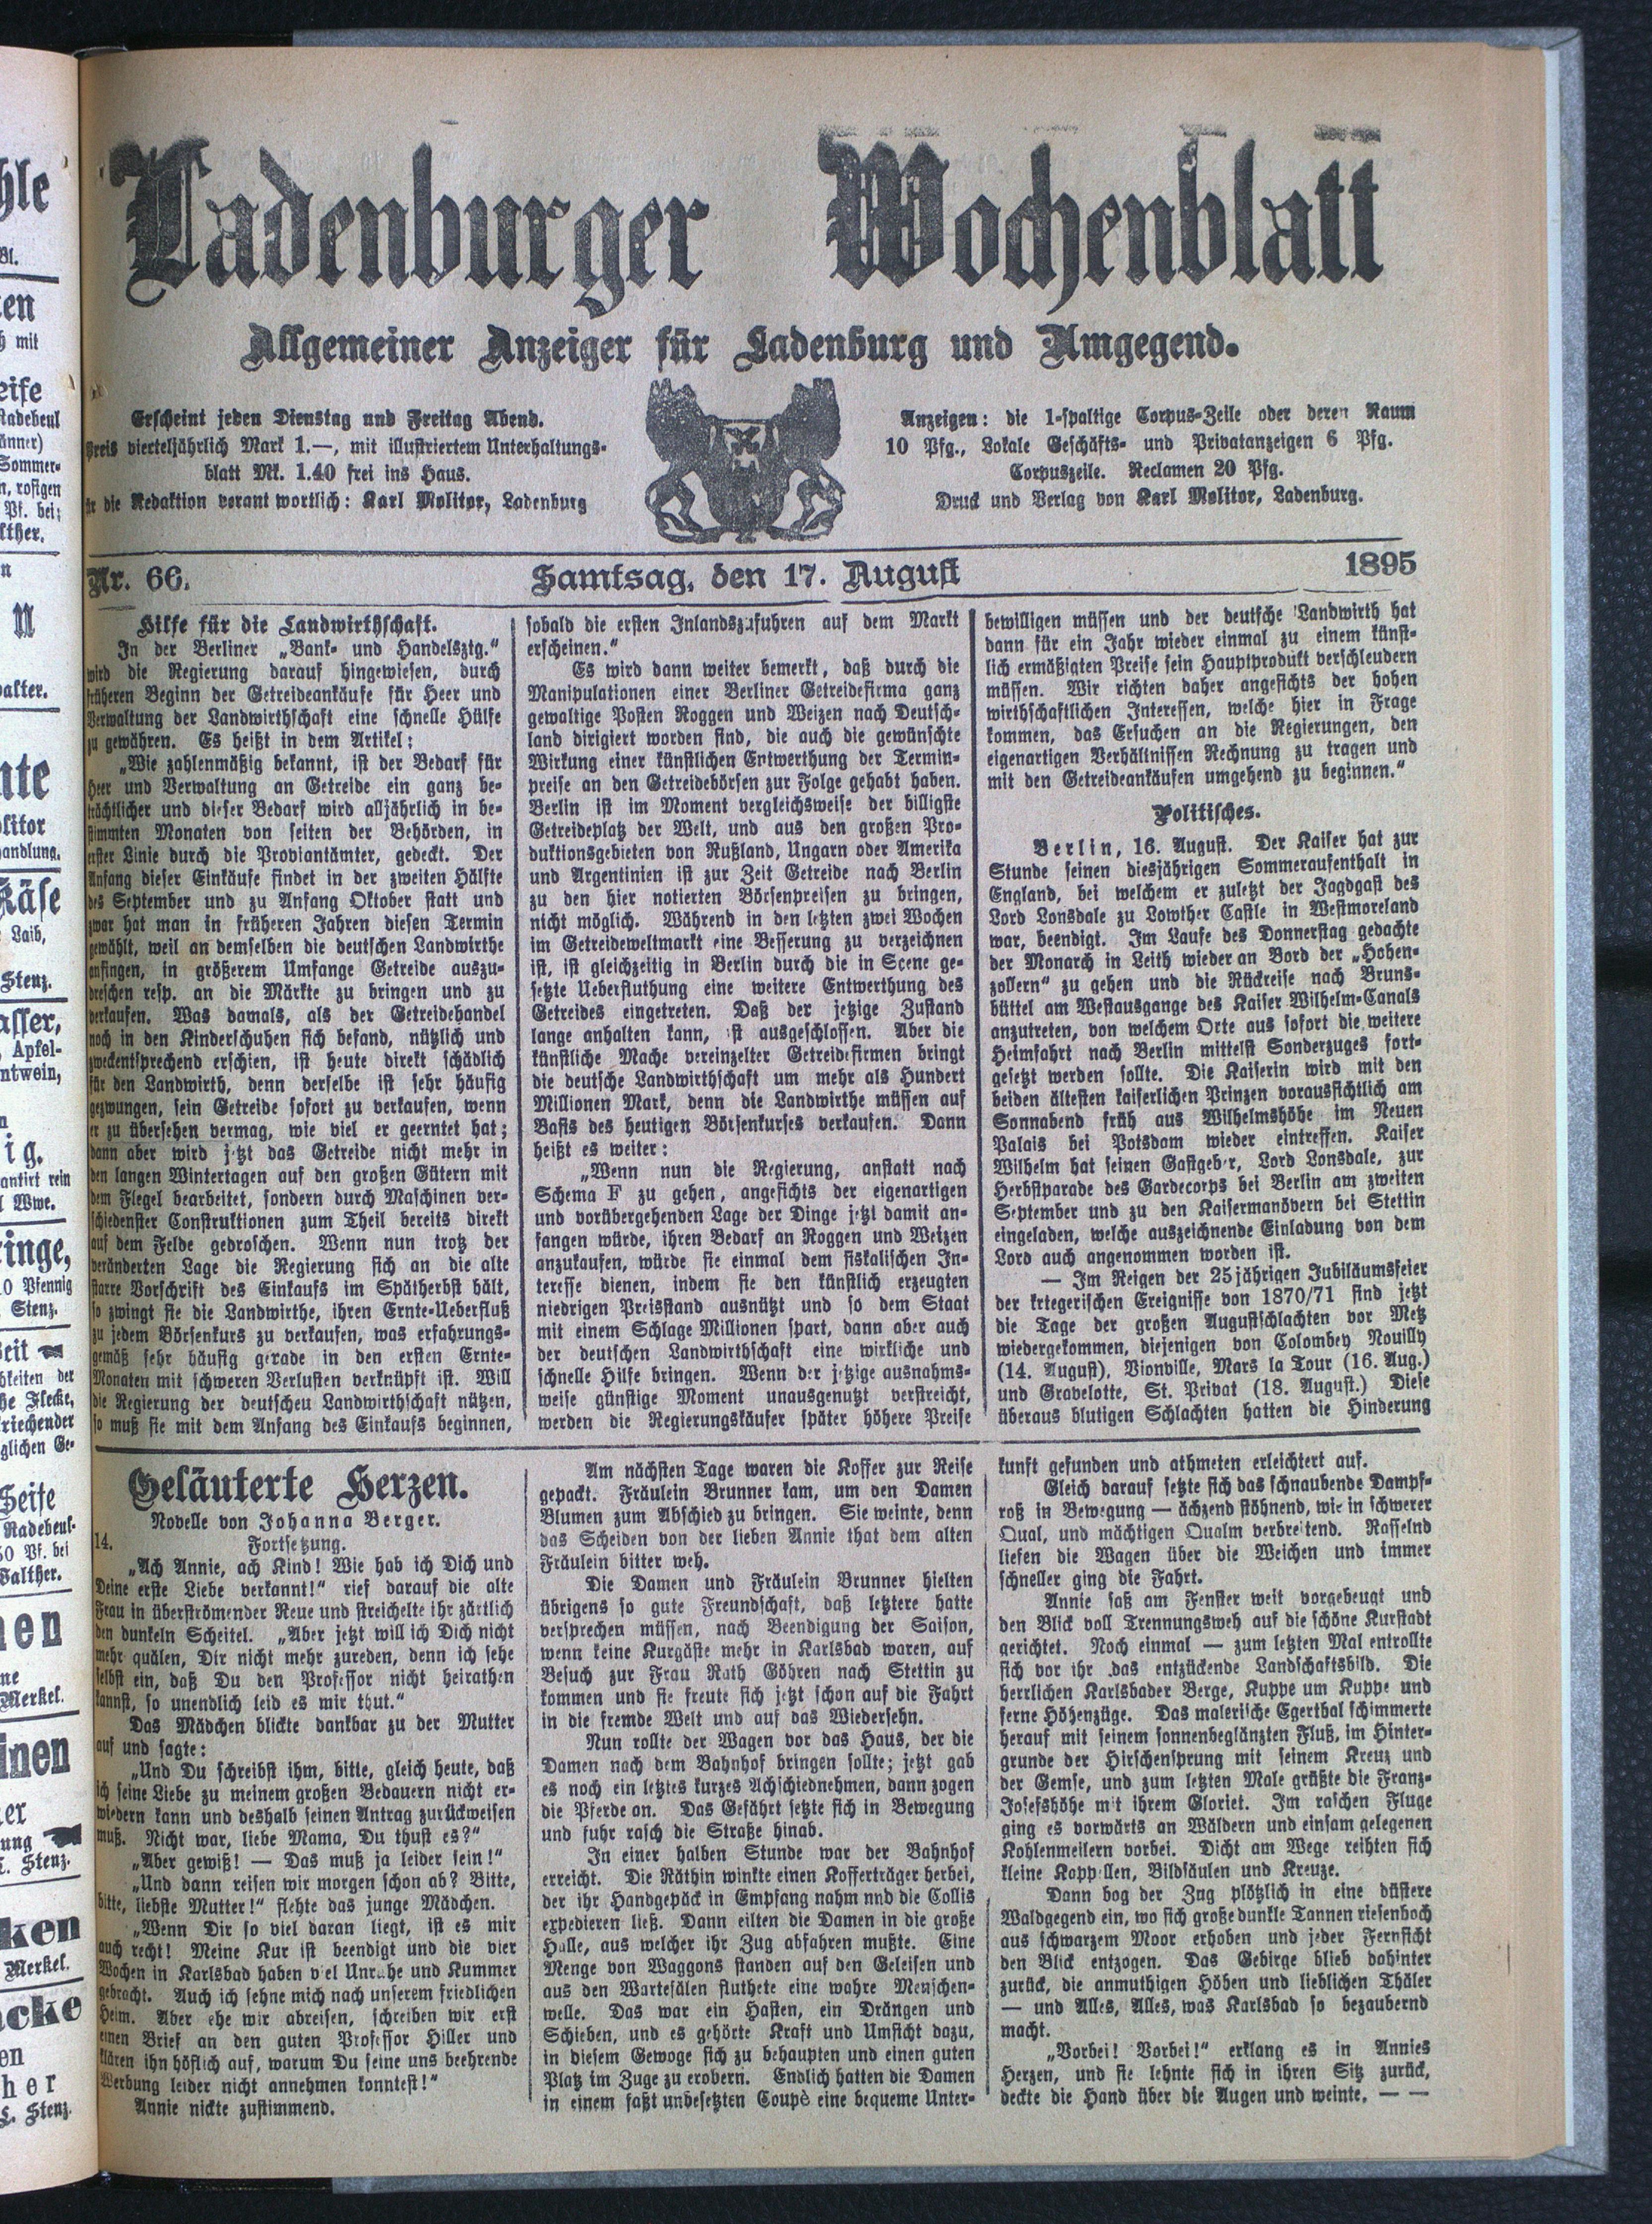 Ladenburger Wochenblatt
Allgemeiner Anzeiger für Ladenburg und Umgegend.
Erscheint jeden Dienstag und Freitag Abend.
Preis vierteljährlich Mark 1.—, mit illustriertem Unterhaltungs-
blatt Mk. 1.40 frei ins Haus.
für die Redaktion verant wortlich: Karl Molitor, Ladenburg
Anzeigen: die 1-spaltige Corpus-Zeile oder deren Raum
10 Pfg., Lokale Geschäfts- und Privatanzeigen 6 Pfg.
Corpuszeile. Reclamen 20 Pfg.
Druck und Verlag von Karl Molitor, Ladenburg.
Nr. 66. Samtsag, den 17. August 1895
Hilfe für die Landwirthschaft.
In der Berliner „Bank- und Handelsztg.“
wird die Regierung darauf hingewiesen, durch
früheren Beginn der Getreideankäufe für Heer und
Verwaltung der Landwirthschaft eine schnelle Hülfe
zu gewähren. Es heißt in dem Artikel:
„Wie zahlenmäßig bekannt, ist der Bedarf für
Heer und Verwaltung an Getreide ein ganz be-
trächtlicher und dieser Bedarf wird alljährlich in be-
stimmten Monaten von seiten der Behörden, in
erster Linie durch die Proviantämter, gedeckt. Der
Anfang dieser Einkäufe findet in der zweiten Hälfte
des September und zu Anfang Oktober statt und
zwar hat man in früheren Jahren diesen Termin
gewählt, weil an demselben die deutschen Landwirthe
anfingen, in größerem Umfange Getreide auszu-
dreschen resp. an die Märkte zu bringen und zu
verkaufen. Was damals, als der Getreidehandel
noch in den Kinderschuhen sich befand, nützlich und
zweckentsprechend erschien, ist heute direkt schädlich
für den Landwirth, denn derselbe ist sehr häufig
gezwungen, sein Getreide sofort zu verkaufen, wenn
er zu übersehen vermag, wie viel er geerntet hat;
dann aber wird jetzt das Getreide nicht mehr in
den langen Wintertagen auf den großen Gütern mit
dem Flegel bearbeitet, sondern durch Maschinen ver-
schiedenster Construktionen zum Theil bereits direkt
auf dem Felde gedroschen. Wenn nun trotz der
veränderten Lage die Regierung sich an die alte
starre Vorschrift des Einkaufs im Spätherbst hält,
so zwingt sie die Landwirthe, ihren Ernte-Ueberfluß
zu jedem Börsenkurs zu verkaufen, was erfahrungs-
gemäß sehr häufig gerade in den ersten Ernte-
Monaten mit schweren Verlusten verknüpft ist. Will
die Regierung der deutscheu Landwirthschaft nützen,
so muß sie mit dem Anfang des Einkaufs beginnen,
sobald die ersten Inlandszufuhren auf dem Markt
erscheinen.“
Es wird dann weiter bemerkt, daß durch die
Manipulationen einer Berliner Getreidefirma ganz
gewaltige Posten Roggen und Weizen nach Deutsch-
land dirigiert worden sind, die auch die gewünschte
Wirkung einer künstlichen Entwerthung der Termin-
preise an den Getreidebörsen zur Folge gehabt haben.
Berlin ist im Moment vergleichsweise der billigste
Getreideplatz der Welt, und aus den großen Pro-
duktionsgebieten von Rußland, Ungarn oder Amerika
und Argentinien ist zur Zeit Getreide nach Berlin
zu den hier notierten Börsenpreisen zu bringen,
nicht möglich. Während in den letzten zwei Wochen
im Getreideweltmarkt eine Besserung zu verzeichnen
ist, ist gleichzeitig in Berlin durch die in Scene ge-
setzte Ueberfluthung eine weitere Entwerthung des
Getreides eingetreten. Daß der jetzige Zustand
lange anhalten kann, ist ausgeschlossen. Aber die
künstliche Mache vereinzelter Getreidefirmen bringt
die deutsche Landwirthschaft um mehr als Hundert
Millionen Mark, denn die Landwirthe müssen auf
Basis des heutigen Börsenkurses verkaufen. Dann
heißt es weiter:
„Wenn nun die Regierung, anstatt nach
Schema F zu gehen, angesichts der eigenartigen
und vorübergehenden Lage der Dinge jetzt damit an-
fangen würde, ihren Bedarf an Roggen und Weizen
anzukaufen, würde sie einmal dem fiskalischen In-
teresse dienen, indem sie den künstlich erzeugten
niedrigen Preisstand ausnützt und so dem Staat
mit einem Schlage Millionen spart, dann aber auch
der deutschen Landwirthschaft eine wirkliche und
schnelle Hilfe bringen. Wenn der jetzige ausnahms-
weise günstige Moment unausgenutzt verstreicht,
werden die Regierungskäufer später höhere Preise
bewilligen müssen und der deutsche Landwirth hat
dann für ein Jahr wieder einmal zu einem künst-
lich ermäßigten Preise sein Hauptprodukt verschleudern
müssen. Wir richten daher angesichts der hohen
wirthschaftlichen Interessen, welche hier in Frage
kommen, das Ersuchen an die Regierungen, den
eigenartigen Verhältnissen Rechnung zu tragen und
mit den Getreideankäufen umgehend zu beginnen.“
Politisches.
Berlin, 16. August. Der Kaiser hat zur
Stunde seinen diesjährigen Sommeraufenthalt in
England, bei welchem er zuletzt der Jagdgast des
Lord Lonsdale zu Lowther Castle in Westmoreland
war, beendigt. Im Laufe des Donnerstag gedachte
der Monarch in Leith wieder an Bord der „Hohen-
zollern“ zu gehen und die Rückreise nach Bruns-
büttel am Westausgange des Kaiser Wilhelm-Canals
anzutreten, von welchem Orte aus sofort die weitere
Heimfahrt nach Berlin mittelst Sonderzuges fort-
gesetzt werden sollte. Die Kaiserin wird mit den
beiden ältesten kaiserlichen Prinzen voraussichtlich am
Sonnabend früh aus Wilhelmshöhe im Neuen
Palais bei Potsdam wieder eintreffen. Kaiser
Wilhelm hat seinen Gastgeber, Lord Lonsdale, zur
Herbstparade des Gardecorps bei Berlin am zweiten
September und zu den Kaisermanövern bei Stettin
eingeladen, welche auszeichnende Einladung von dem
Lord auch angenommen worden ist.
— Im Reigen der 25jährigen Jubiläumsfeier
der kriegerischen Ereignisse von 1870/71 sind jetzt
die Tage der großen Augustschlachten vor Metz
wiedergekommen, diejenigen von Colombey Nouilly
(14. August), Vionville, Mars la Tour (16. Aug.)
und Gravelotte, St. Privat (18. August.) Diese
überaus blutigen Schlachten hatten die Hinderung
Geläuterte Herzen.
Novelle von Johanna Berger.
14. Fortsetzung.
„Ach Annie, ach Kind! Wie hab ich Dich und
Deine erste Liebe verkannt!“ rief darauf die alte
Frau in überströmender Reue und streichelte ihr zärtlich
den dunkeln Scheitel. „Aber jetzt will ich Dich nicht
mehr quälen, Dir nicht mehr zureden, denn ich sehe
selbst ein, daß Du den Professor nicht heirathen
kannst, so unendlich leid es mir thut.“
Das Mädchen blickte dankbar zu der Mutter
auf und sagte:
„Und Du schreibst ihm, bitte, gleich heute, daß
ich seine Liebe zu meinem großen Bedauern nicht er-
wiedern kann und deshalb seinen Antrag zurückweisen
muß. Nicht war, liebe Mama, Du thust es?“
„Aber gewiß! — Das muß ja leider sein!“
„Und dann reisen wir morgen schon ab? Bitte,
bitte, liebste Mutter!“ flehte das junge Mädchen.
„Wenn Dir so viel daran liegt, ist es mir
auch recht! Meine Kur ist beendigt und die vier
Wochen in Karlsbad haben viel Unruhe und Kummer
gebracht. Auch ich sehne mich nach unserem friedlichen
Heim. Aber ehe wir abreisen, schreiben wir erst
einen Brief an den guten Professor Hiller und
klären ihn höflich auf, warum Du seine uns beehrende
Werbung leider nicht annehmen konntest!“
Annie nickte zustimmend.
Am nächsten Tage waren die Koffer zur Reise
gepackt. Fräulein Brunner kam, um den Damen
Blumen zum Abschied zu bringen. Sie weinte, denn
das Scheiden von der lieben Annie that dem alten
Fräulein bitter weh.
Die Damen und Fräulein Brunner hielten
übrigens so gute Freundschaft, daß letztere hatte
versprechen müssen, nach Beendigung der Saison,
wenn keine Kurgäste mehr in Karlsbad waren, auf
Besuch zur Frau Rath Göhren nach Stettin zu
kommen und sie freute sich jetzt schon auf die Fahrt
in die fremde Welt und auf das Wiedersehn.
Nun rollte der Wagen vor das Haus, der die
Damen nach dem Bahnhof bringen sollte; jetzt gab
es noch ein letztes kurzes Achschiednehmen, dann zogen
die Pferde an. Das Gefährt setzte sich in Bewegung
und fuhr rasch die Straße hinab.
In einer halben Stunde war der Bahnhof
erreicht. Die Räthin winkte einen Kofferträger herbei,
der ihr Handgepäck in Empfang nahm nnd die Collis
expedieren ließ. Dann eilten die Damen in die große
Halle, aus welcher ihr Zug abfahren mußte. Eine
Menge von Waggons standen auf den Geleisen und
aus den Wartesälen fluthete eine wahre Menschen-
welle. Das war ein Hasten, ein Drängen und
Schieben, und es gehörte Kraft und Umsicht dazu,
in diesem Gewoge sich zu behaupten und einen guten
Platz im Zuge zu erobern. Endlich hatten die Damen
in einem faßt unbesetzten Coupè eine bequeme Unter-
kunft gefunden und athmeten erleichtert auf.
Gleich darauf setzte sich das schnaubende Dampf-
roß in Bewegung — ächzend stöhnend, wie in schwerer
Qual, und mächtigen Qualm verbreitend. Rasselnd
liefen die Wagen über die Weichen und immer
schneller ging die Fahrt.
Annie saß am Fenster weit vorgebeugt und
den Blick voll Trennungsweh auf die schöne Kurstadt
gerichtet. Noch einmal — zum letzten Mal entrollte
sich vor ihr das entzückende Landschaftsbild. Die
herrlichen Karlsbader Berge, Kuppe um Kuppe und
ferne Höhenzüge. Das malerische Egerthal schimmerte
herauf mit seinem sonnenbeglänzten Fluß, im Hinter-
grunde der Hirschensprung mit seinem Kreuz und
der Gemse, und zum letzten Male grüßte die Franz-
Josefshöhe mit ihrem Gloriet. Im raschen Fluge
ging es vorwärts an Wäldern und einsam gelegenen
Kohlenmeilern vorbei. Dicht am Wege reihten sich
kleine Kappellen, Bildsäulen und Kreuze.
Dann bog der Zug plötzlich in eine düstere
Waldgegend ein, wo sich große dunkle Tannen riesenhoch
aus schwarzem Moor erhoben und jeder Fernsicht
den Blick entzogen. Das Gebirge blieb dahinter
zurück, die anmuthigen Höhen und lieblichen Thäler
— und Alles, Alles, was Karlsbad so bezaubernd
macht.
„Vorbei! Vorbei!“ erklang es in Annies
Herzen, und sie lehnte sich in ihren Sitz zurück,
deckte die Hand über die Augen und weinte. — —